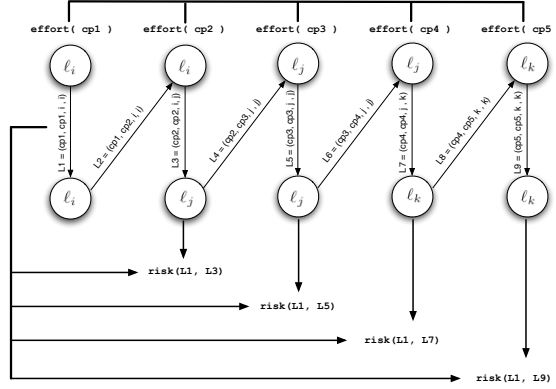 effort( cp1 ) effort( cp2 ) effort( cp3 ) effort( cp4 ) effort( cp5
ℓi ℓi ℓj ℓj ℓk
L1 = (cp1, cp1, i , i)
L2 = (cp1, cp2, i, i)
L3 = (cp2, cp2, i, j)
L4 = (cp2, cp3, j, j)
L5 = (cp3, cp3, j , j)
L6 = (cp3, cp4, j, j)
L7 = (cp4, cp4, j , k)
L8 = (cp4, cp5, k, k)
L9 = (cp5, cp5, k, k)
ℓi ℓj ℓj ℓk ℓk
risk(L1, L3)
risk(L1, L5)
risk(L1, L7)
risk(L1, L9)